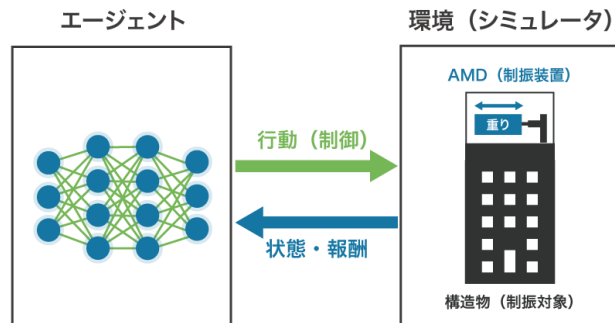 エージェント
環境（シミュレータ）
AMD（制振装置）
重り
行動（制御）
状態・報酬
構造物（制振対象）